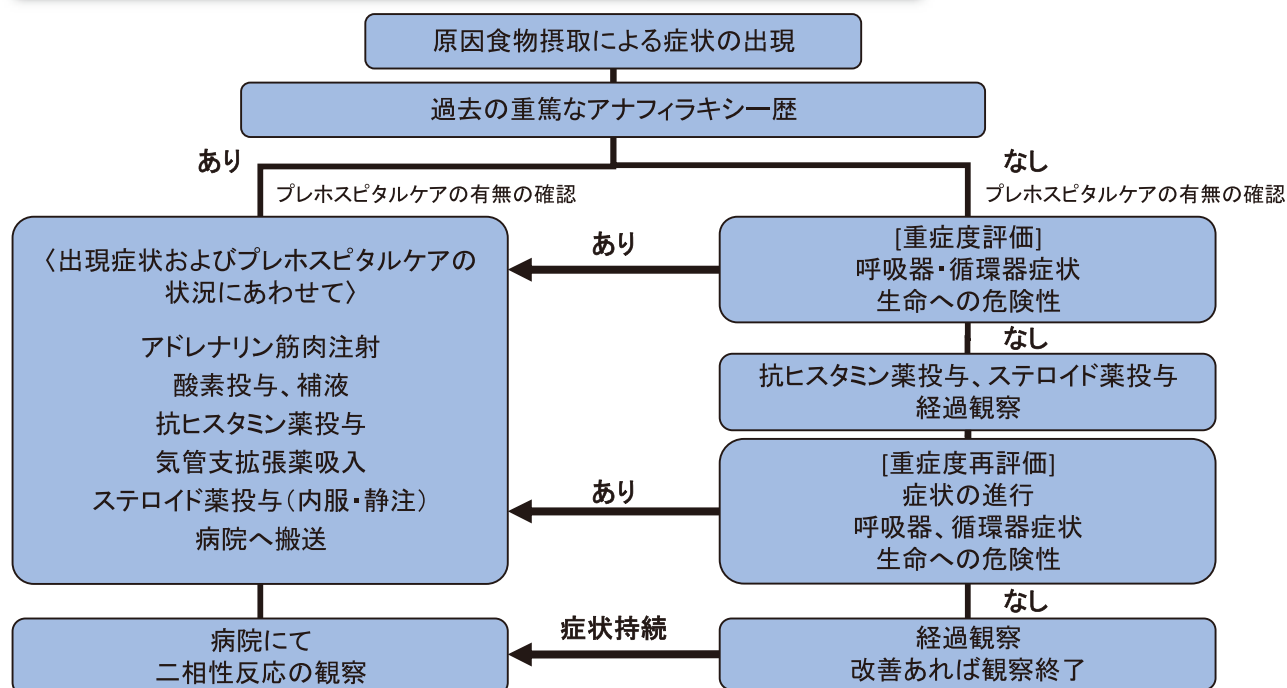 原因食物摂取による症状の出現
過去の重篤なアナフィラキシー歴
あり
なし
プレホスピタルケアの有無の確認
プレホスピタルケアの有無の確認
〈出現症状およびプレホスピタルケアの
状況にあわせて〉
アドレナリン筋肉注射
酸素投与、補液
抗ヒスタミン薬投与
気管支拡張薬吸入
ステロイド薬投与(内服・静注)
病院へ搬送
あり
[重症度評価]
呼吸器・循環器症状
生命への危険性
なし
抗ヒスタミン薬投与、ステロイド薬投与
経過観察
あり
[重症度再評価]
症状の進行
呼吸器、循環器症状
生命への危険性
なし
病院にて
二相性反応の観察
症状持続
経過観察
改善あれば観察終了